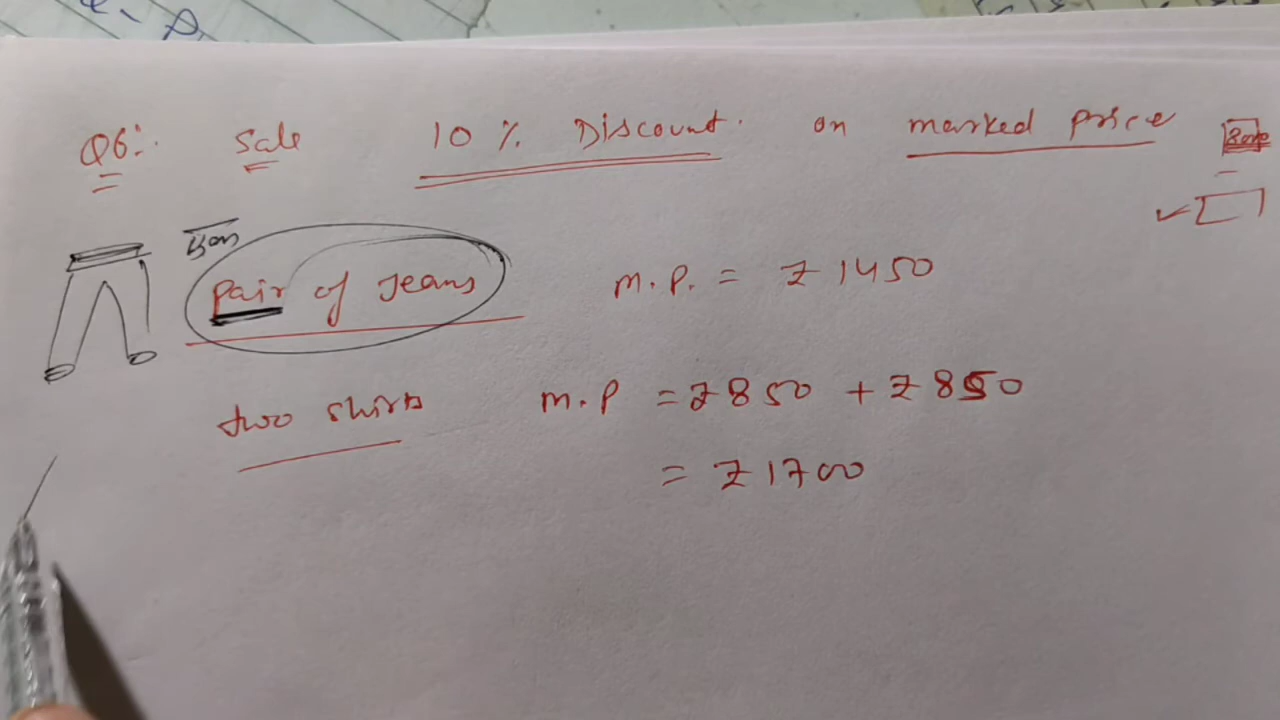 Q6:. Sale 10 % Discount. on marked price
Pair of Jeans m.p. = ₹ 1450
two shirts m.p = ₹ 850 + ₹ 850
= ₹ 1700